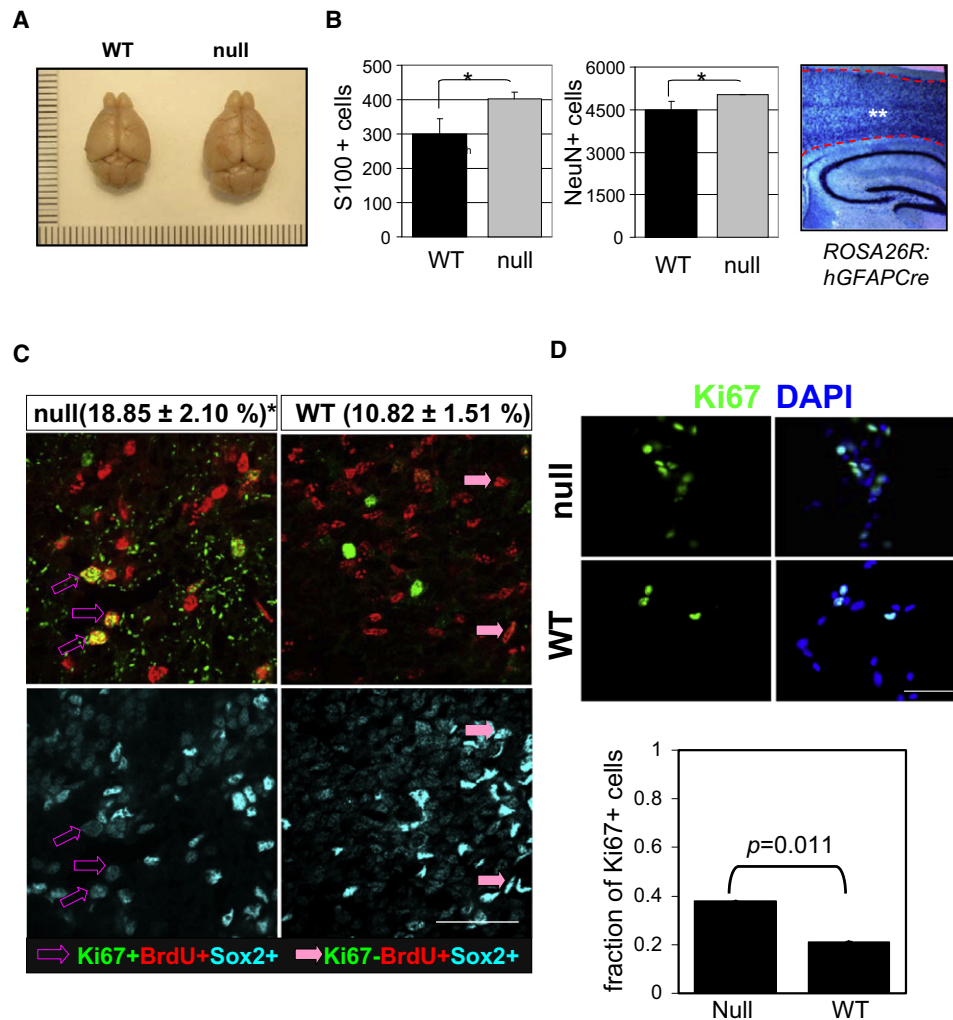 A
WT null
B
S100 + cells
500
400
300
200
100
0
*
h
WT null
NeuN+ cells
6000
4500
3000
1500
0
*
WT null
**
ROSA26R:
hGFAPCre
C
null(18.85 ± 2.10 %)* WT (10.82 ± 1.51 %)
Ki67+BrdU+Sox2+ Ki67-BrdU+Sox2+
D
Ki67 DAPI
null
WT
fraction of Ki67+ cells
1
0.8
0.6
0.4
0.2
0
p=0.011
Null WT